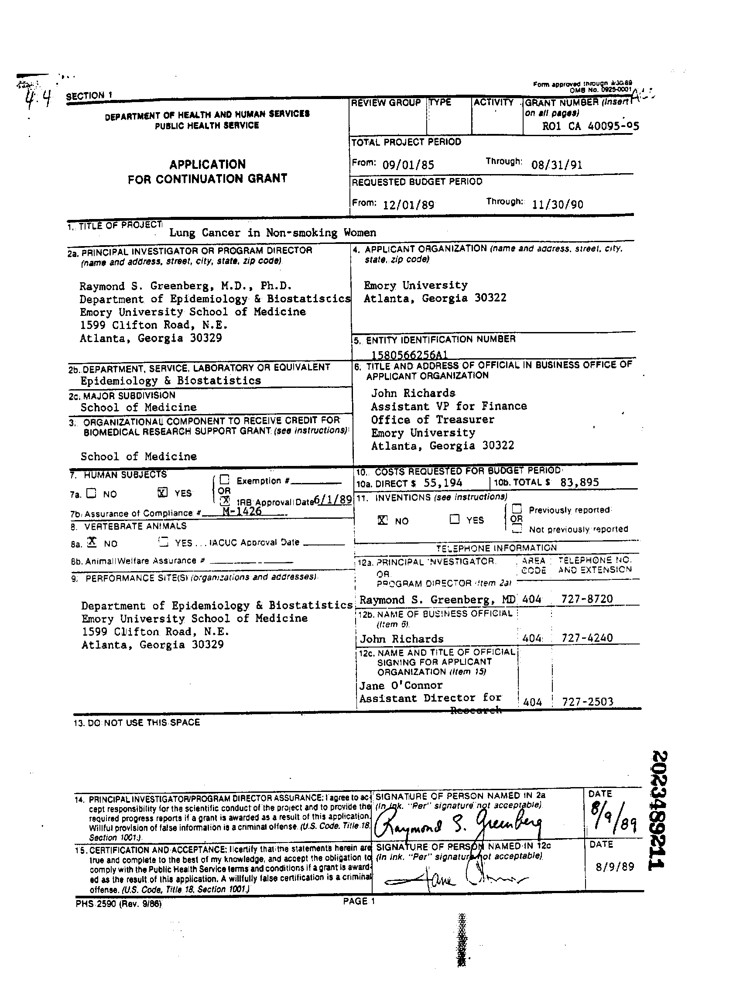 Form approved through 4/30/89
OMB No. 0925-0001
4.4
SECTION 1
DEPARTMENT OF HEALTH AND HUMAN SERVICES
PUBLIC HEALTH SERVICE
APPLICATION
FOR CONTINUATION GRANT
REVIEW GROUP TYPE ACTIVITY GRANT NUMBER (Insert
on all pages)
RO1 CA 40095-05
TOTAL PROJECT PERIOD
From: 09/01/85 Through: 08/31/91
REQUESTED BUDGET PERIOD
From: 12/01/89 Through: 11/30/90
1. TITLE OF PROJECT
Lung Cancer in Non-smoking Women
2a. PRINCIPAL INVESTIGATOR OR PROGRAM DIRECTOR
(name and address, street, city, state, zip code)
Raymond S. Greenberg, M.D., Ph.D.
Department of Epidemiology & Biostatiscics
Emory University School of Medicine
1599 Clifton Road, N.E.
Atlanta, Georgia 30329
4. APPLICANT ORGANIZATION (name and address, street, city,
state, zip code)
Emory University
Atlanta, Georgia 30322
5. ENTITY IDENTIFICATION NUMBER
1580566256A1
2b. DEPARTMENT, SERVICE, LABORATORY OR EQUIVALENT
Epidemiology & Biostatistics
2c. MAJOR SUBDIVISION
School of Medicine
3. ORGANIZATIONAL COMPONENT TO RECEIVE CREDIT FOR
BIOMEDICAL RESEARCH SUPPORT GRANT (see instructions)
School of Medicine
6. TITLE AND ADDRESS OF OFFICIAL IN BUSINESS OFFICE OF
APPLICANT ORGANIZATION
John Richards
Assistant VP for Finance
Office of Treasurer
Emory University
Atlanta, Georgia 30322
7. HUMAN SUBJECTS
7a. NO X YES
Exemption #
OR
X IRB Approval Date 6/1/89
7b. Assurance of Compliance # M-1426
8. VERTEBRATE ANIMALS
8a. X NO YES... IACUC Approval Date
8b. Animal Welfare Assurance #
9. PERFORMANCE SITE(S) (organizations and addresses)
Department of Epidemiology & Biostatistics
Emory University School of Medicine
1599 Clifton Road, N.E.
Atlanta, Georgia 30329
10. COSTS REQUESTED FOR BUDGET PERIOD
10a. DIRECT $ 55,194 10b. TOTAL $ 83,895
11. INVENTIONS (see instructions)
X NO YES OR
Previously reported
Not previously reported
TELEPHONE INFORMATION
12a. PRINCIPAL INVESTIGATOR
OR
PROGRAM DIRECTOR (Item 2a)
AREA CODE TELEPHONE NO. AND EXTENSION
Raymond S. Greenberg, MD 404 727-8720
12b. NAME OF BUSINESS OFFICIAL
(Item 6)
John Richards 404 727-4240
12c. NAME AND TITLE OF OFFICIAL
SIGNING FOR APPLICANT
ORGANIZATION (Item 15)
Jane O'Connor
Assistant Director for 404 727-2503
Research
13. DO NOT USE THIS SPACE
14. PRINCIPAL INVESTIGATOR/PROGRAM DIRECTOR ASSURANCE: I agree to ac-
cept responsibility for the scientific conduct of the project and to provide the
required progress reports if a grant is awarded as a result of this application.
Willful provision of false information is a criminal offense (U.S. Code, Title 18,
Section 1001.)
SIGNATURE OF PERSON NAMED IN 2a
(In ink. "Per" signature not acceptable)
Raymond S. Greenberg
DATE
8/9/89
15. CERTIFICATION AND ACCEPTANCE: I certify that the statements herein are
true and complete to the best of my knowledge, and accept the obligation to
comply with the Public Health Service terms and conditions if a grant is award-
ed as the result of this application. A willfully false certification is a criminal
offense. (U.S. Code, Title 18, Section 1001.)
SIGNATURE OF PERSON NAMED IN 12c
(In ink. "Per" signature not acceptable)
Jane O'Connor
DATE
8/9/89
PHS 2590 (Rev. 9/86) PAGE 1
2023489211